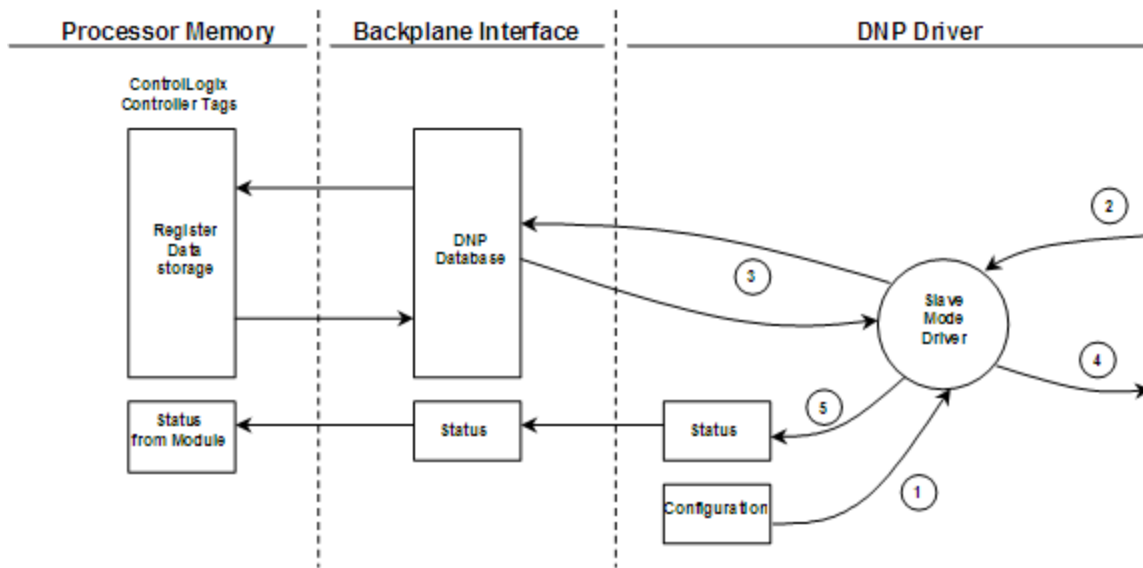 Processor Memory
Backplane Interface
DNP Driver
ControlLogix
Controller Tags
Register
Data
storage
DNP
Database
Slave
Mode
Driver
2
3
4
5
1
Status
from Module
Status
Status
Configuration